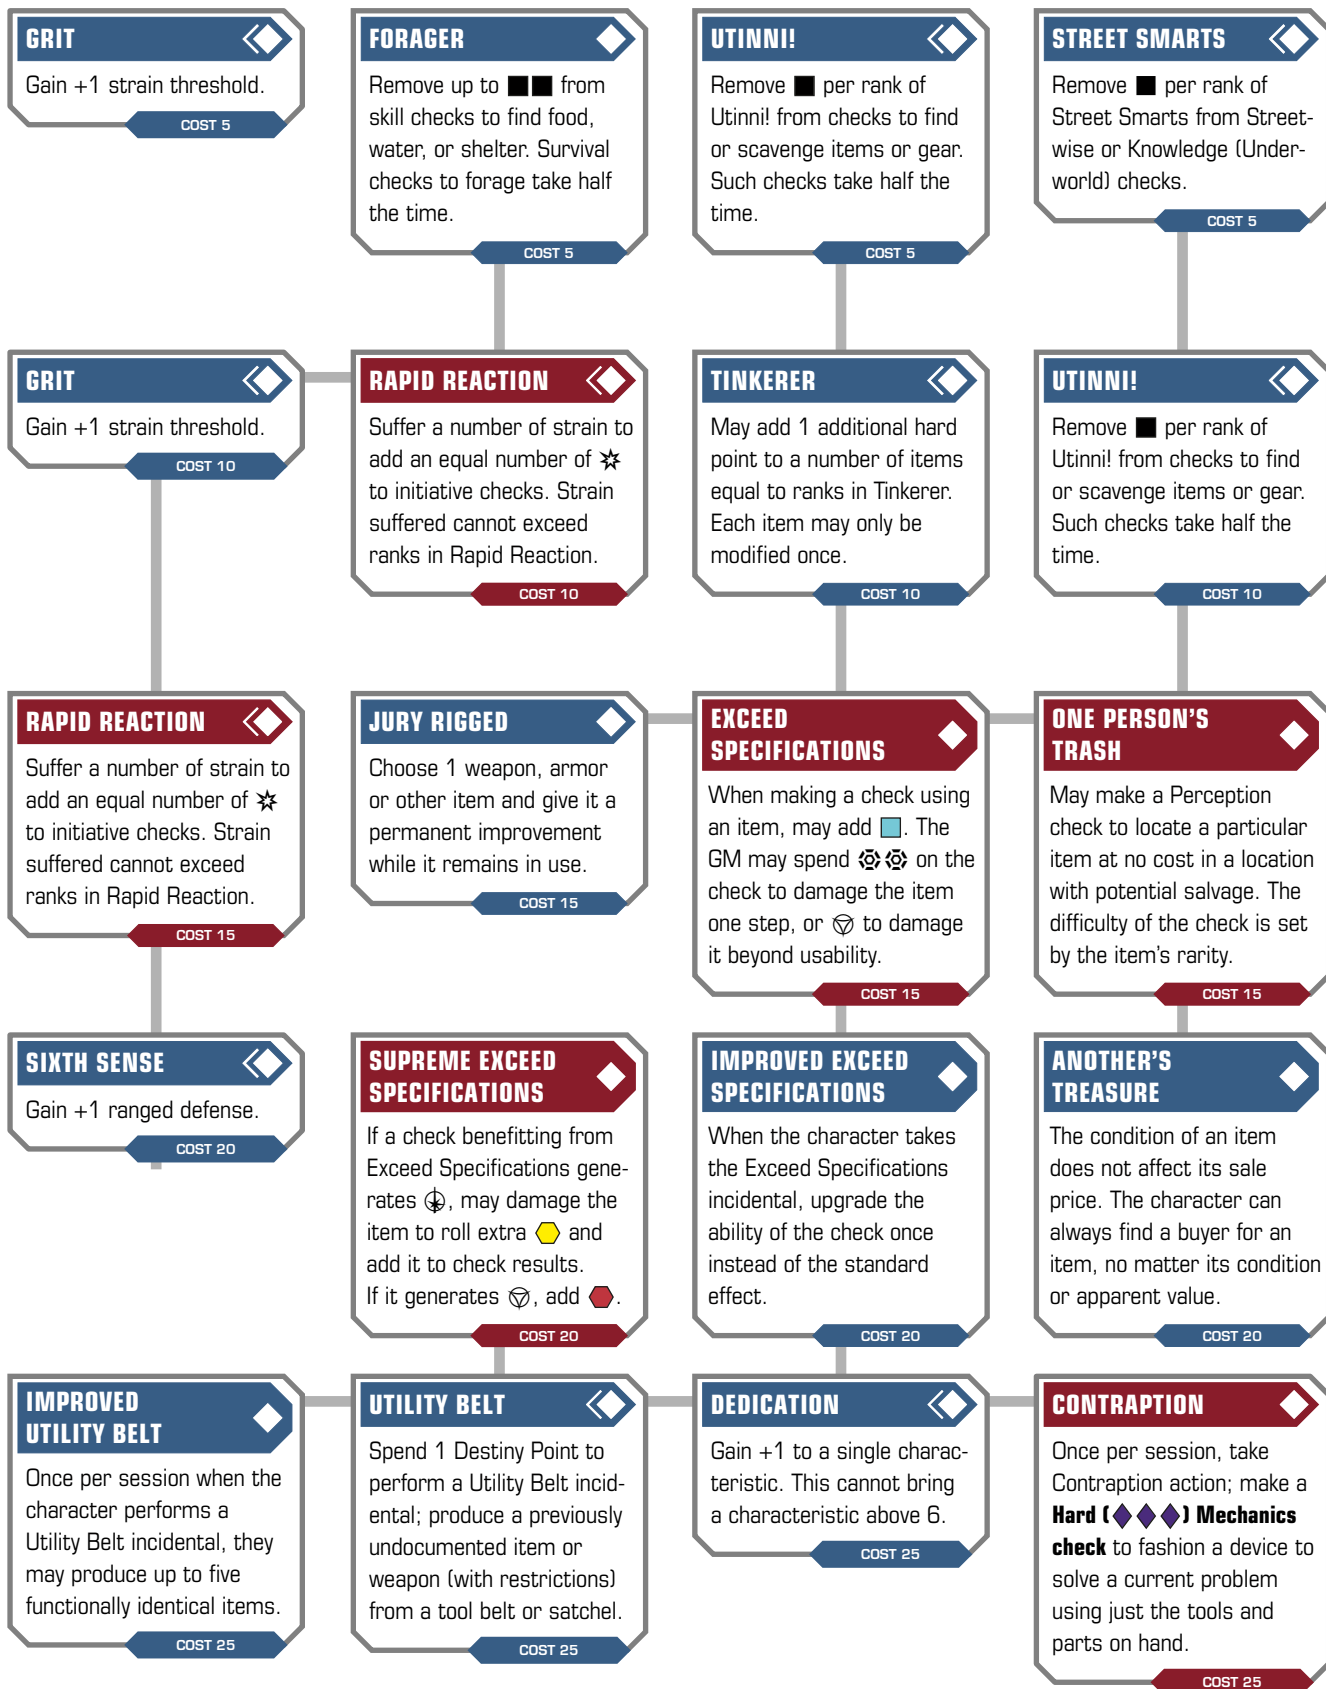 GRIT
Gain +1 strain threshold.
COST 5
FORAGER
Remove up to ■■ from
skill checks to find food,
water, or shelter. Survival
checks to forage take half
the time.
COST 5
UTINNI!
Remove ■ per rank of
Utinni! from checks to find
or scavenge items or gear.
Such checks take half the
time.
COST 5
STREET SMARTS
Remove ■ per rank of
Street Smarts from Street-
wise or Knowledge (Under-
world) checks.
COST 5
GRIT
Gain +1 strain threshold.
COST 10
RAPID REACTION
Suffer a number of strain to
add an equal number of
to initiative checks. Strain
suffered cannot exceed
ranks in Rapid Reaction.
COST 10
TINKERER
May add 1 additional hard
point to a number of items
equal to ranks in Tinkerer.
Each item may only be
modified once.
COST 10
UTINNI!
Remove ■ per rank of
Utinni! from checks to find
or scavenge items or gear.
Such checks take half the
time.
COST 10
RAPID REACTION
Suffer a number of strain to
add an equal number of
to initiative checks. Strain
suffered cannot exceed
ranks in Rapid Reaction.
COST 15
JURY RIGGED
Choose 1 weapon, armor
or other item and give it a
permanent improvement
while it remains in use.
COST 15
EXCEED
SPECIFICATIONS
When making a check using
an item, may add . The
GM may spend on the
check to damage the item
one step, or to damage
it beyond usability.
COST 15
ONE PERSON'S
TRASH
May make a Perception
check to locate a particular
item at no cost in a location
with potential salvage. The
difficulty of the check is set
by the item's rarity.
COST 15
SIXTH SENSE
Gain +1 ranged defense.
COST 20
SUPREME EXCEED
SPECIFICATIONS
If a check benefitting from
Exceed Specifications gene-
rates , may damage the
item to roll extra and
add it to check results.
If it generates , add .
COST 20
IMPROVED EXCEED
SPECIFICATIONS
When the character takes
the Exceed Specifications
incidental, upgrade the
ability of the check once
instead of the standard
effect.
COST 20
ANOTHER'S
TREASURE
The condition of an item
does not affect its sale
price. The character can
always find a buyer for an
item, no matter its condition
or apparent value.
COST 20
IMPROVED
UTILITY BELT
Once per session when the
character performs a
Utility Belt incidental, they
may produce up to five
functionally identical items.
COST 25
UTILITY BELT
Spend 1 Destiny Point to
perform a Utility Belt incid-
ental; produce a previously
undocumented item or
weapon (with restrictions)
from a tool belt or satchel.
COST 25
DEDICATION
Gain +1 to a single charac-
teristic. This cannot bring
a characteristic above 6.
COST 25
CONTRAPTION
Once per session, take
Contraption action; make a
Hard (◆◆◆) Mechanics
check to fashion a device to
solve a current problem
using just the tools and
parts on hand.
COST 25